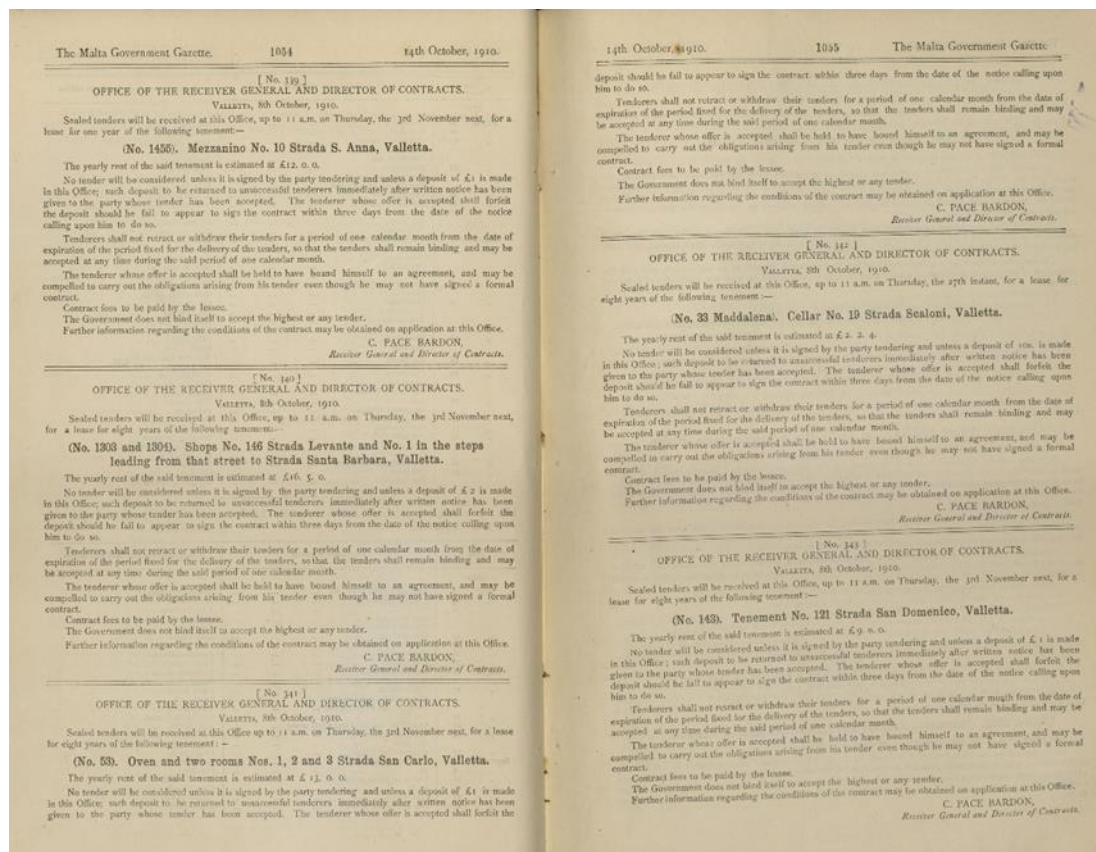 The Malta Government Gazette. 1054 14th October, 1910.
[ No. 339 ]
OFFICE OF THE RECEIVER GENERAL AND DIRECTOR OF CONTRACTS.
VALLETTA, 8th October, 1910.
Sealed tenders will be received at this Office, up to 11 a.m. on Thursday, the 3rd November next, for a
lease for one year of the following tenement:—
(No. 1455). Mezzanino No. 10 Strada S. Anna, Valletta.
The yearly rent of the said tenement is estimated at £12. 0. 0.
No tender will be considered unless it is signed by the party tendering and unless a deposit of £1 is made
in this Office; such deposit to be returned to unsuccessful tenderers immediately after written notice has been
given to the party whose tender has been accepted. The tenderer whose offer is accepted shall forfeit
the deposit should he fail to appear to sign the contract within three days from the date of the notice
calling upon him to do so.
Tenderers shall not retract or withdraw their tenders for a period of one calendar month from the date of
expiration of the period fixed for the delivery of the tenders, so that the tenders shall remain binding and may be
accepted at any time during the said period of one calendar month.
The tenderer whose offer is accepted shall be held to have bound himself to an agreement, and may be
compelled to carry out the obligations arising from his tender even though he may not have signed a formal
contract.
Contract fees to be paid by the lessee.
The Government does not bind itself to accept the highest or any tender.
Further information regarding the conditions of the contract may be obtained on application at this Office.
C. PACE BARDON,
Receiver General and Director of Contracts.
[ No. 340 ]
OFFICE OF THE RECEIVER GENERAL AND DIRECTOR OF CONTRACTS.
VALLETTA, 8th October, 1910.
Sealed tenders will be received at this Office, up to 11 a.m. on Thursday, the 3rd November next,
for a lease for eight years of the following tenement:—
(No. 1303 and 1304). Shops No. 146 Strada Levante and No. 1 in the steps
leading from that street to Strada Santa Barbara, Valletta.
The yearly rent of the said tenement is estimated at £16. 5. 0.
No tender will be considered unless it is signed by the party tendering and unless a deposit of £2 is made
in this Office; such deposit to be returned to unsuccessful tenderers immediately after written notice has been
given to the party whose tender has been accepted. The tenderer whose offer is accepted shall forfeit the
deposit should he fail to appear to sign the contract within three days from the date of the notice calling upon
him to do so.
Tenderers shall not retract or withdraw their tenders for a period of one calendar month from the date of
expiration of the period fixed for the delivery of the tenders, so that the tenders shall remain binding and may
be accepted at any time during the said period of one calendar month.
The tenderer whose offer is accepted shall be held to have bound himself to an agreement, and may be
compelled to carry out the obligations arising from his tender even though he may not have signed a formal
contract.
Contract fees to be paid by the lessee.
The Government does not bind itself to accept the highest or any tender.
Further information regarding the conditions of the contract may be obtained on application at this Office.
C. PACE BARDON,
Receiver General and Director of Contracts.
[ No. 341 ]
OFFICE OF THE RECEIVER GENERAL AND DIRECTOR OF CONTRACTS.
VALLETTA, 8th October, 1910.
Sealed tenders will be received at this Office up to 11 a.m. on Thursday, the 3rd November next, for a lease
for eight years of the following tenement: —
(No. 53). Oven and two rooms Nos. 1, 2 and 3 Strada San Carlo, Valletta.
The yearly rent of the said tenement is estimated at £ 13. 0. 0.
No tender will be considered unless it is signed by the party tendering and unless a deposit of £1 is made
in this Office; such deposit to be returned to unsuccessful tenderers immediately after written notice has been
given to the party whose tender has been accepted. The tenderer whose offer is accepted shall forfeit the
14th October, 1910. 1055 The Malta Government Gazette
deposit should he fail to appear to sign the contract within three days from the date of the notice calling upon
him to do so.
Tenderers shall not retract or withdraw their tenders for a period of one calendar month from the date of
expiration of the period fixed for the delivery of the tenders, so that the tenders shall remain binding and may
be accepted at any time during the said period of one calendar month.
The tenderer whose offer is accepted shall be held to have bound himself to an agreement, and may be
compelled to carry out the obligations arising from his tender even though he may not have signed a formal
contract.
Contract fees to be paid by the lessee.
The Government does not bind itself to accept the highest or any tender.
Further information regarding the conditions of the contract may be obtained on application at this Office.
C. PACE BARDON,
Receiver General and Director of Contracts.
[ No. 342 ]
OFFICE OF THE RECEIVER GENERAL AND DIRECTOR OF CONTRACTS.
VALLETTA, 8th October, 1910.
Sealed tenders will be received at this Office, up to 11 a.m. on Thursday, the 27th instant, for a lease for
eight years of the following tenement :—
(No. 33 Maddalena). Cellar No. 19 Strada Scaloni, Valletta.
The yearly rent of the said tenement is estimated at £ 2. 2. 4.
No tender will be considered unless it is signed by the party tendering and unless a deposit of 10s. is made
in this Office; such deposit to be returned to unsuccessful tenderers immediately after written notice has been
given to the party whose tender has been accepted. The tenderer whose offer is accepted shall forfeit the
deposit should he fail to appear to sign the contract within three days from the date of the notice calling upon
him to do so.
Tenderers shall not retract or withdraw their tenders for a period of one calendar month from the date of
expiration of the period fixed for the delivery of the tenders, so that the tenders shall remain binding and may
be accepted at any time during the said period of one calendar month.
The tenderer whose offer is accepted shall be held to have bound himself to an agreement, and may be
compelled to carry out the obligations arising from his tender even though he may not have signed a formal
contract.
Contract fees to be paid by the lessee.
The Government does not bind itself to accept the highest or any tender.
Further information regarding the conditions of the contract may be obtained on application at this Office.
C. PACE BARDON,
Receiver General and Director of Contracts.
[ No. 343 ]
OFFICE OF THE RECEIVER GENERAL AND DIRECTOR OF CONTRACTS.
VALLETTA, 8th October, 1910.
Sealed tenders will be received at this Office, up to 11 a.m. on Thursday, the 3rd November next, for a
lease for eight years of the following tenement :—
(No. 143). Tenement No. 121 Strada San Domenico, Valletta.
The yearly rent of the said tenement is estimated at £9. 0. 0.
No tender will be considered unless it is signed by the party tendering and unless a deposit of £ 1 is made
in this Office; such deposit to be returned to unsuccessful tenderers immediately after written notice has been
given to the party whose tender has been accepted. The tenderer whose offer is accepted shall forfeit the
deposit should he fall to appear to sign the contract within three days from the date of the notice calling upon
him to do so.
Tenderers shall not retract or withdraw their tenders for a period of one calendar month from the date of
expiration of the period fixed for the delivery of the tenders, so that the tenders shall remain binding and may be
accepted at any time during the said period of one calendar month.
The tenderer whose offer is accepted shall be held to have bound himself to an agreement, and may be
compelled to carry out the obligations arising from his tender even though he may not have signed a formal
contract.
Contract fees to be paid by the lessee.
The Government does not bind itself to accept the highest or any tender.
Further information regarding the conditions of the contract may be obtained on application at this Office.
C. PACE BARDON,
Receiver General and Director of Contracts.